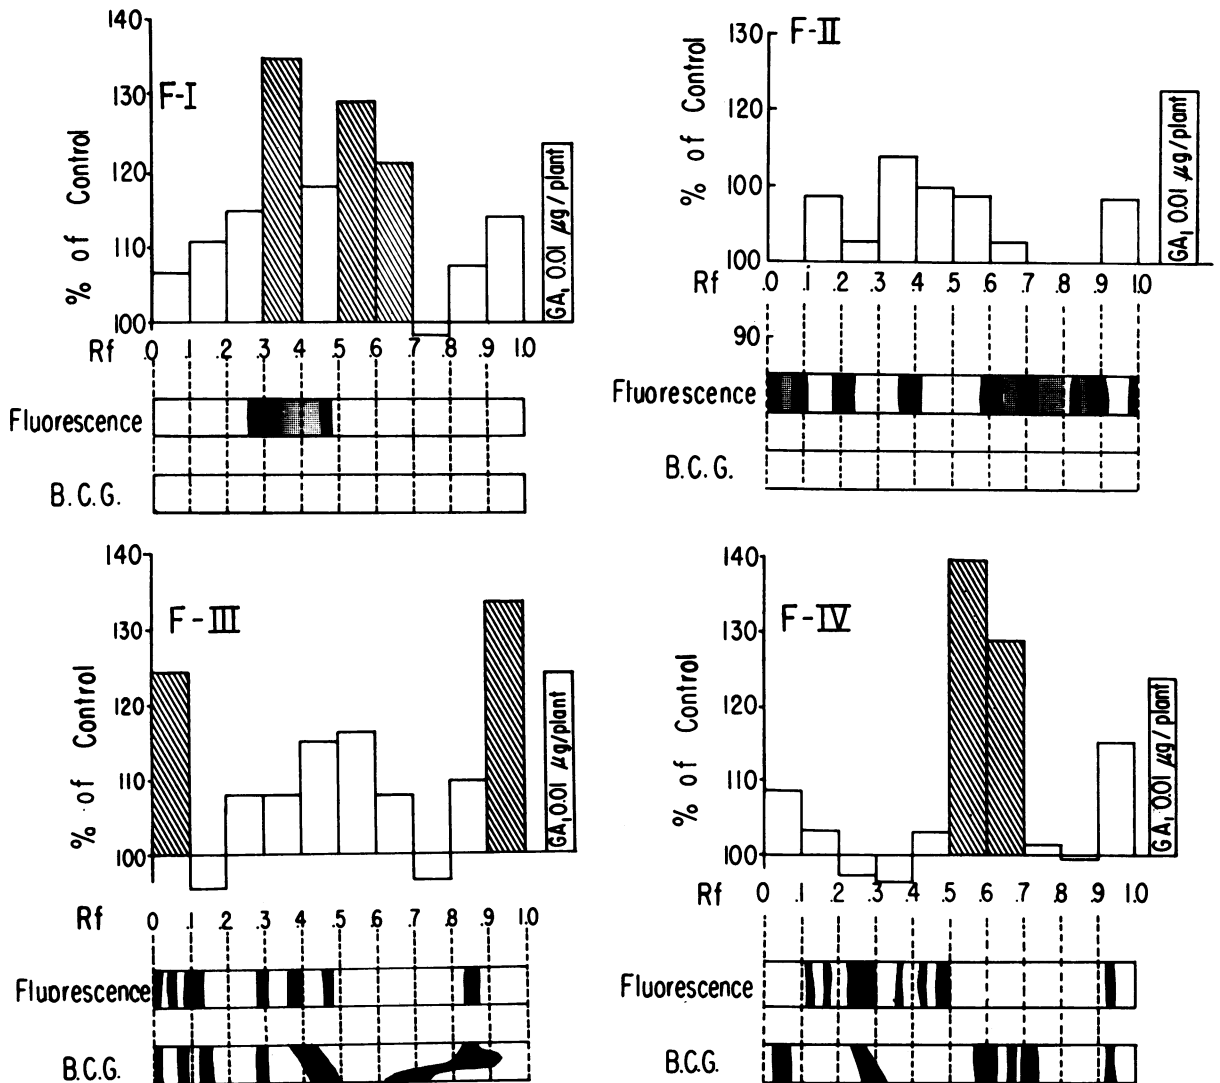 F-I
% of Control
140
130
120
110
100
GA₁ 0.01 µg/plant
Rf .0 .1 .2 .3 .4 .5 .6 .7 .8 .9 1.0
Fluorescence
B.C.G.
F-II
% of Control
130
120
100
100
90
GA₁ 0.01 µg/plant
Rf .0 .1 .2 .3 .4 .5 .6 .7 .8 .9 1.0
Fluorescence
B.C.G.
F-III
% of Control
140
130
120
110
100
GA₁ 0.01 µg/plant
Rf 0 .1 .2 .3 .4 .5 .6 .7 .8 .9 1.0
Fluorescence
B.C.G.
F-IV
% of Control
140
130
120
110
100
GA₁ 0.01 µg/plant
Rf 0 .1 .2 .3 .4 .5 .6 .7 .8 .9 1.0
Fluorescence
B.C.G.